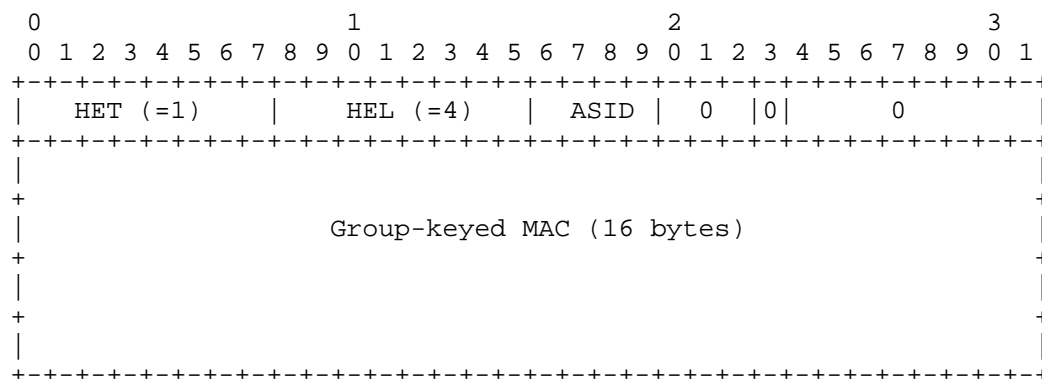 0                   1                   2                   3
0 1 2 3 4 5 6 7 8 9 0 1 2 3 4 5 6 7 8 9 0 1 2 3 4 5 6 7 8 9 0 1
+-+-+-+-+-+-+-+-+-+-+-+-+-+-+-+-+-+-+-+-+-+-+-+-+-+-+-+-+-+-+-+-+
|   HET (=1)    |    HEL (=4)   |  ASID |  0  |0|      0        |
+-+-+-+-+-+-+-+-+-+-+-+-+-+-+-+-+-+-+-+-+-+-+-+-+-+-+-+-+-+-+-+-+
|                                                               |
+                                                               +
|                   Group-keyed MAC (16 bytes)                  |
+                                                               +
|                                                               |
+                                                               +
|                                                               |
+-+-+-+-+-+-+-+-+-+-+-+-+-+-+-+-+-+-+-+-+-+-+-+-+-+-+-+-+-+-+-+-+